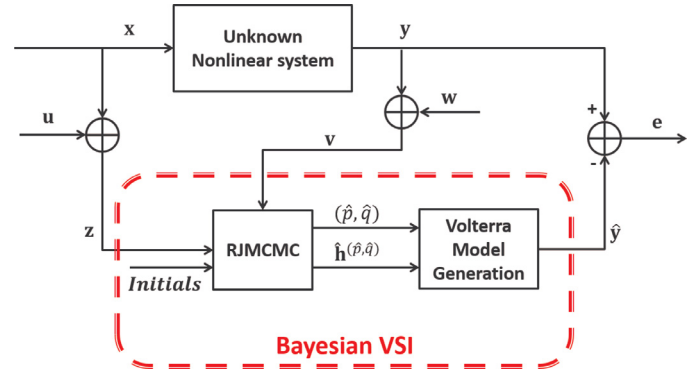 x
Unknown
Nonlinear system
y
u
w
+
e
-
v
z
RJMCMC
(p̂, q̂)
ĥ^(p̂,q̂)
Initials
Volterra
Model
Generation
ŷ
Bayesian VSI